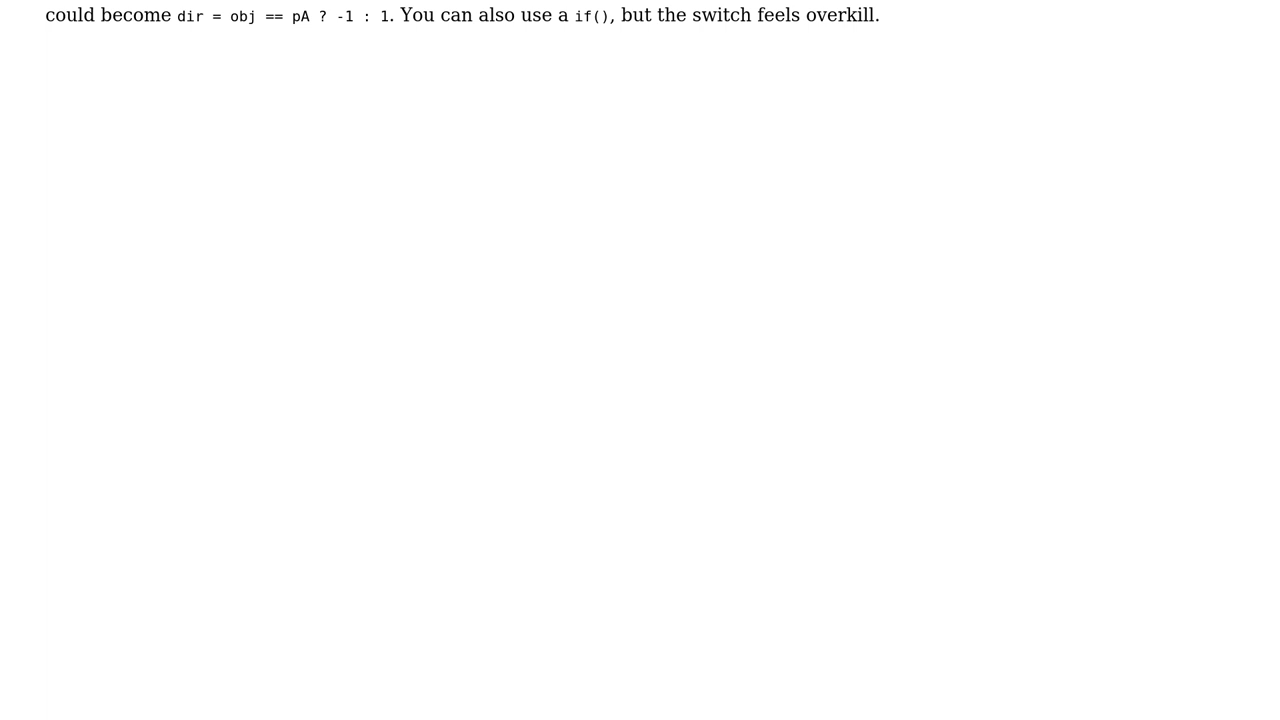 could become dir = obj == pA ? -1 : 1. You can also use a if(), but the switch feels overkill.